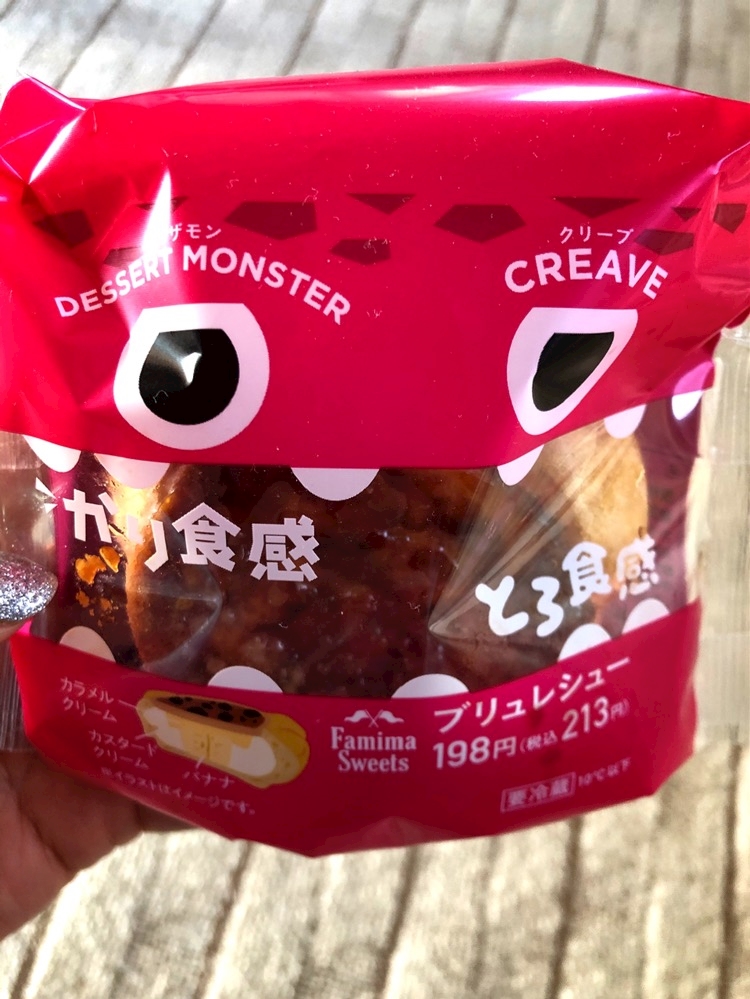 ザモン
クリーブ
DESSERT MONSTER
CREAVE
がり食感
とろ食感
カラメル
クリーム
カスタード
クリーム
バナナ
※イラストはイメージです。
Famima
Sweets
ブリュレシュー
198円(税込213円)
要冷蔵 10℃以下